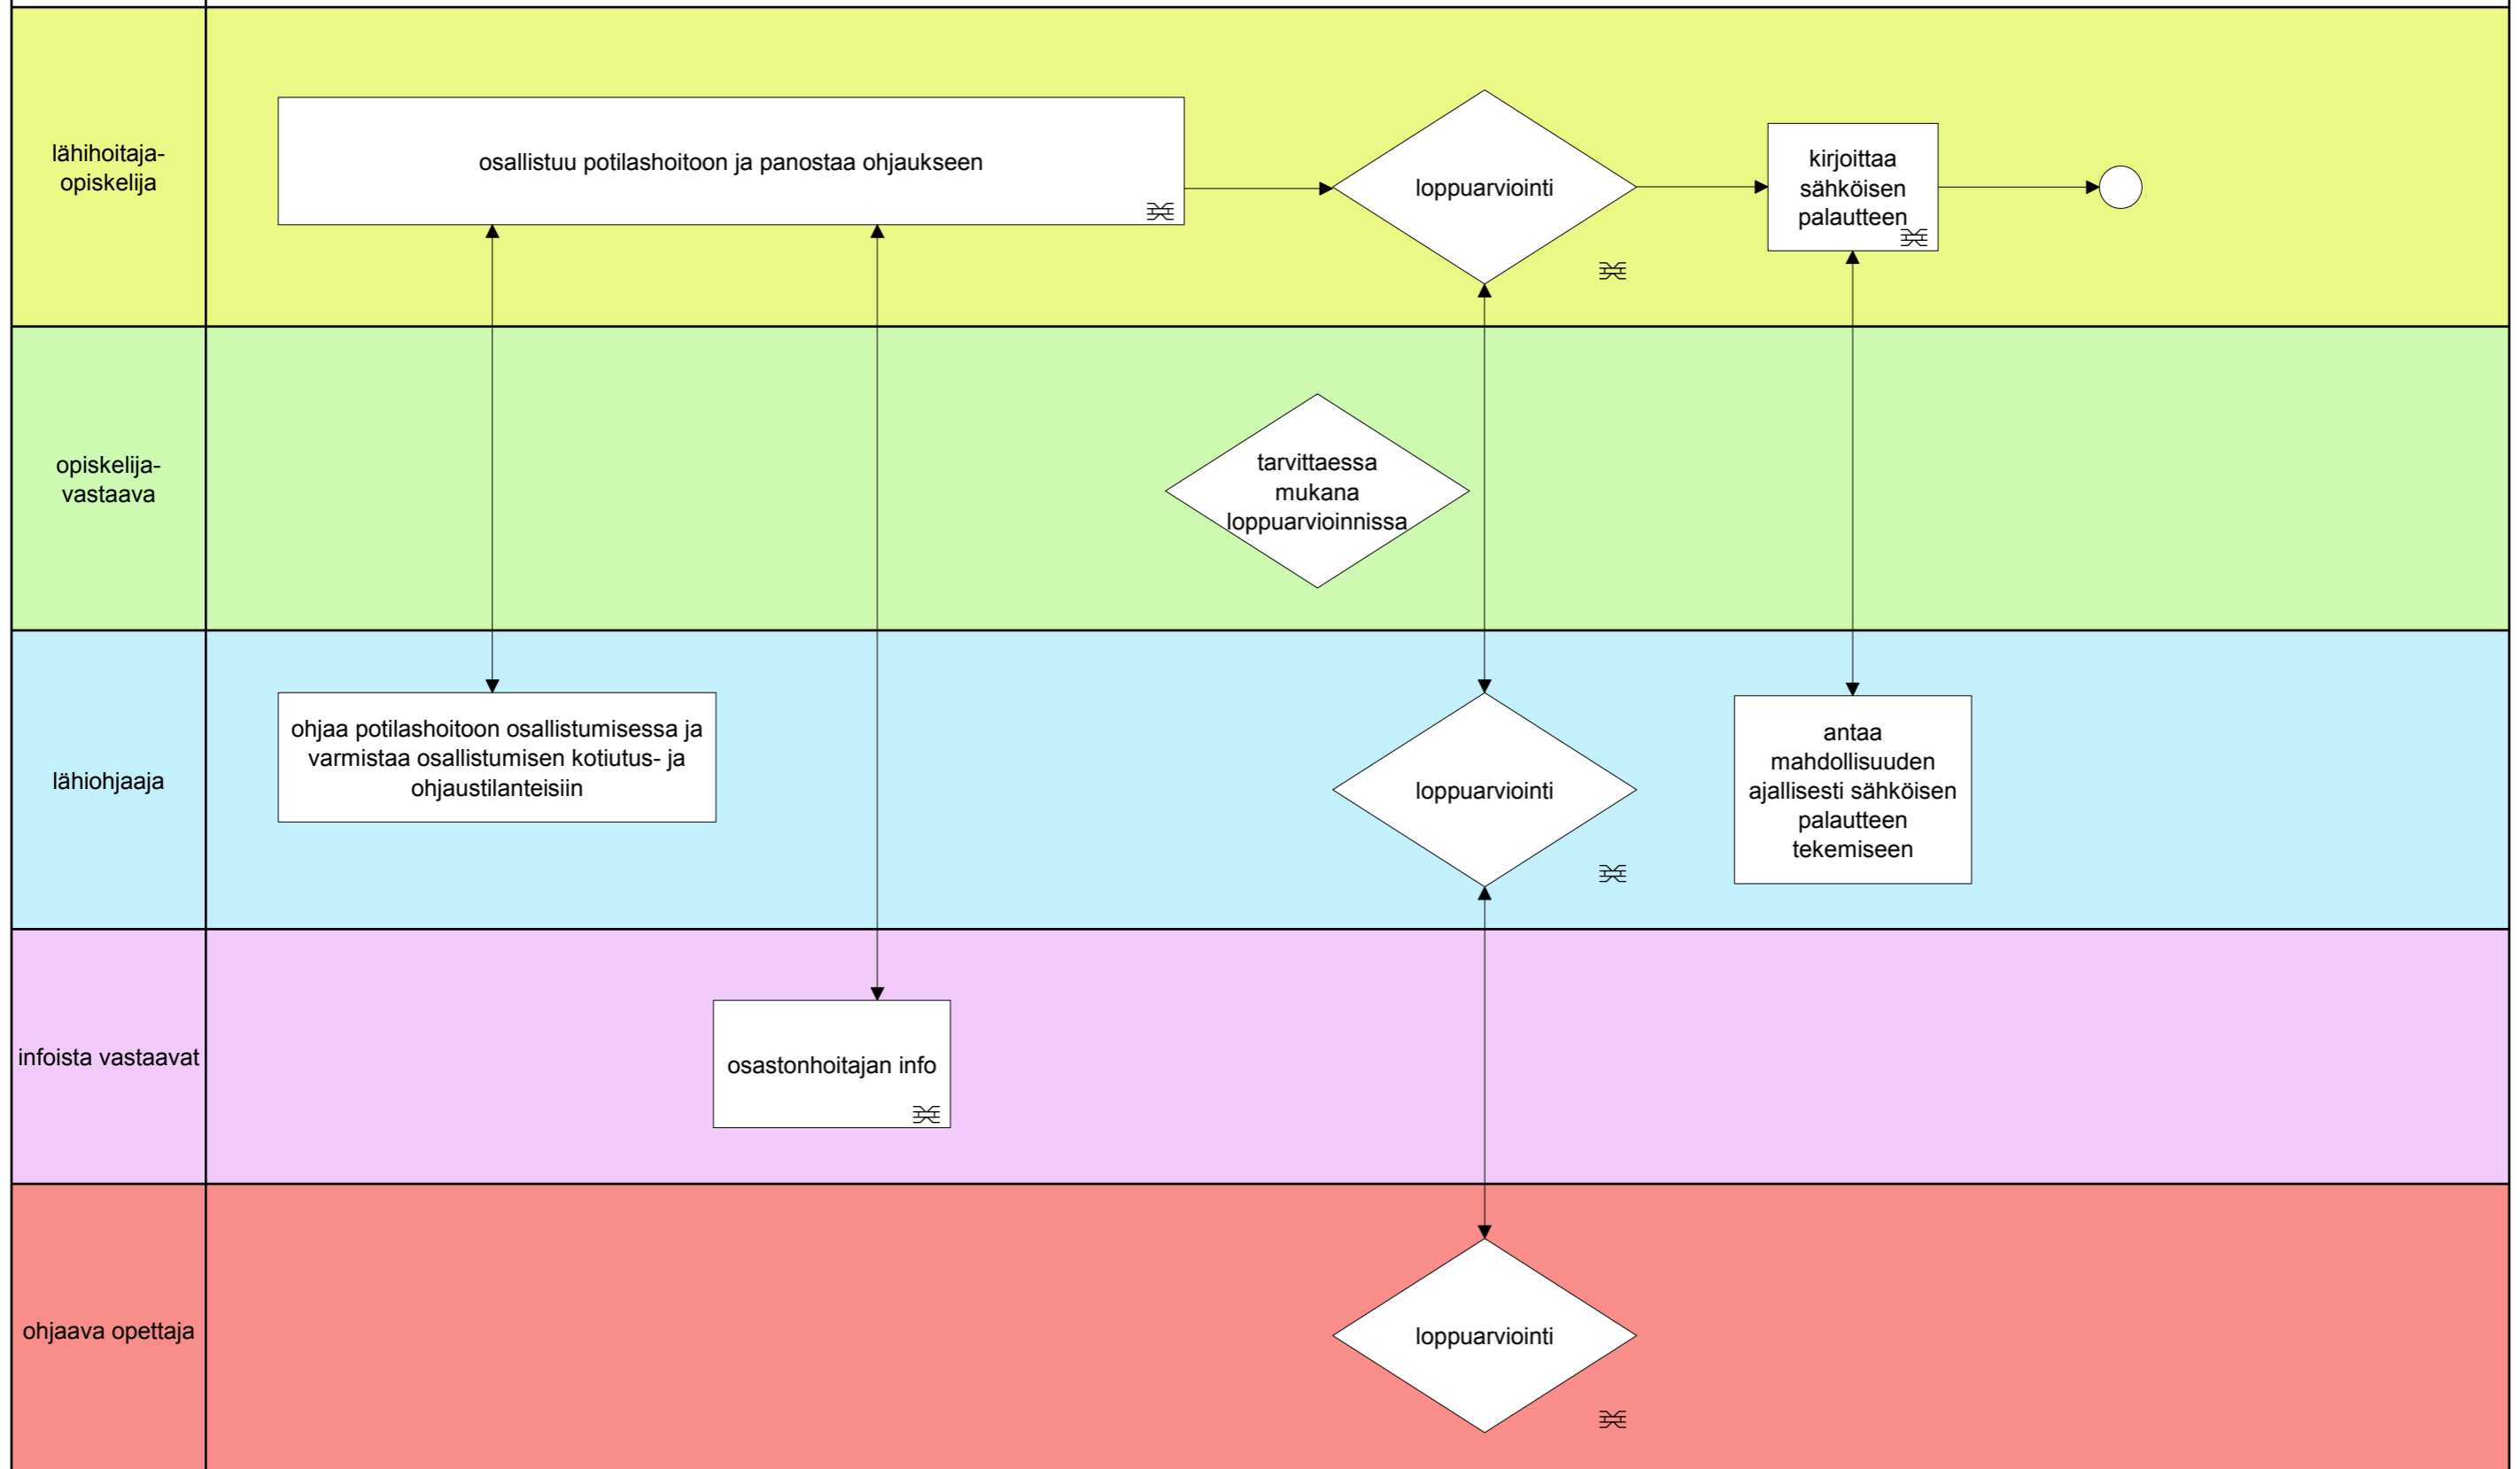 lähihoitaja-
opiskelija
osallistuu potilashoitoon ja panostaa ohjaukseen
loppuarviointi
kirjoittaa
sähköisen
palautteen
opiskelija-
vastaava
tarvittaessa
mukana
loppuarvioinnissa
lähiohjaaja
ohjaa potilashoitoon osallistumisessa ja
varmistaa osallistumisen kotiutus- ja
ohjaustilanteisiin
loppuarviointi
antaa
mahdollisuuden
ajallisesti sähköisen
palautteen
tekemiseen
infoista vastaavat
osastonhoitajan info
ohjaava opettaja
loppuarviointi